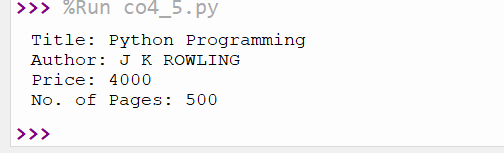 >>> %Run co4_5.py
Title: Python Programming
Author: J K ROWLING
Price: 4000
No. of Pages: 500
>>>